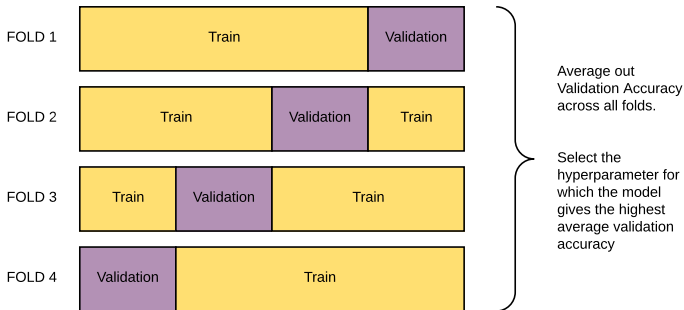 FOLD 1
Train
Validation
FOLD 2
Train
Validation
Train
FOLD 3
Train
Validation
Train
FOLD 4
Validation
Train
Average out
Validation Accuracy
across all folds.
Select the
hyperparameter for
which the model
gives the highest
average validation
accuracy